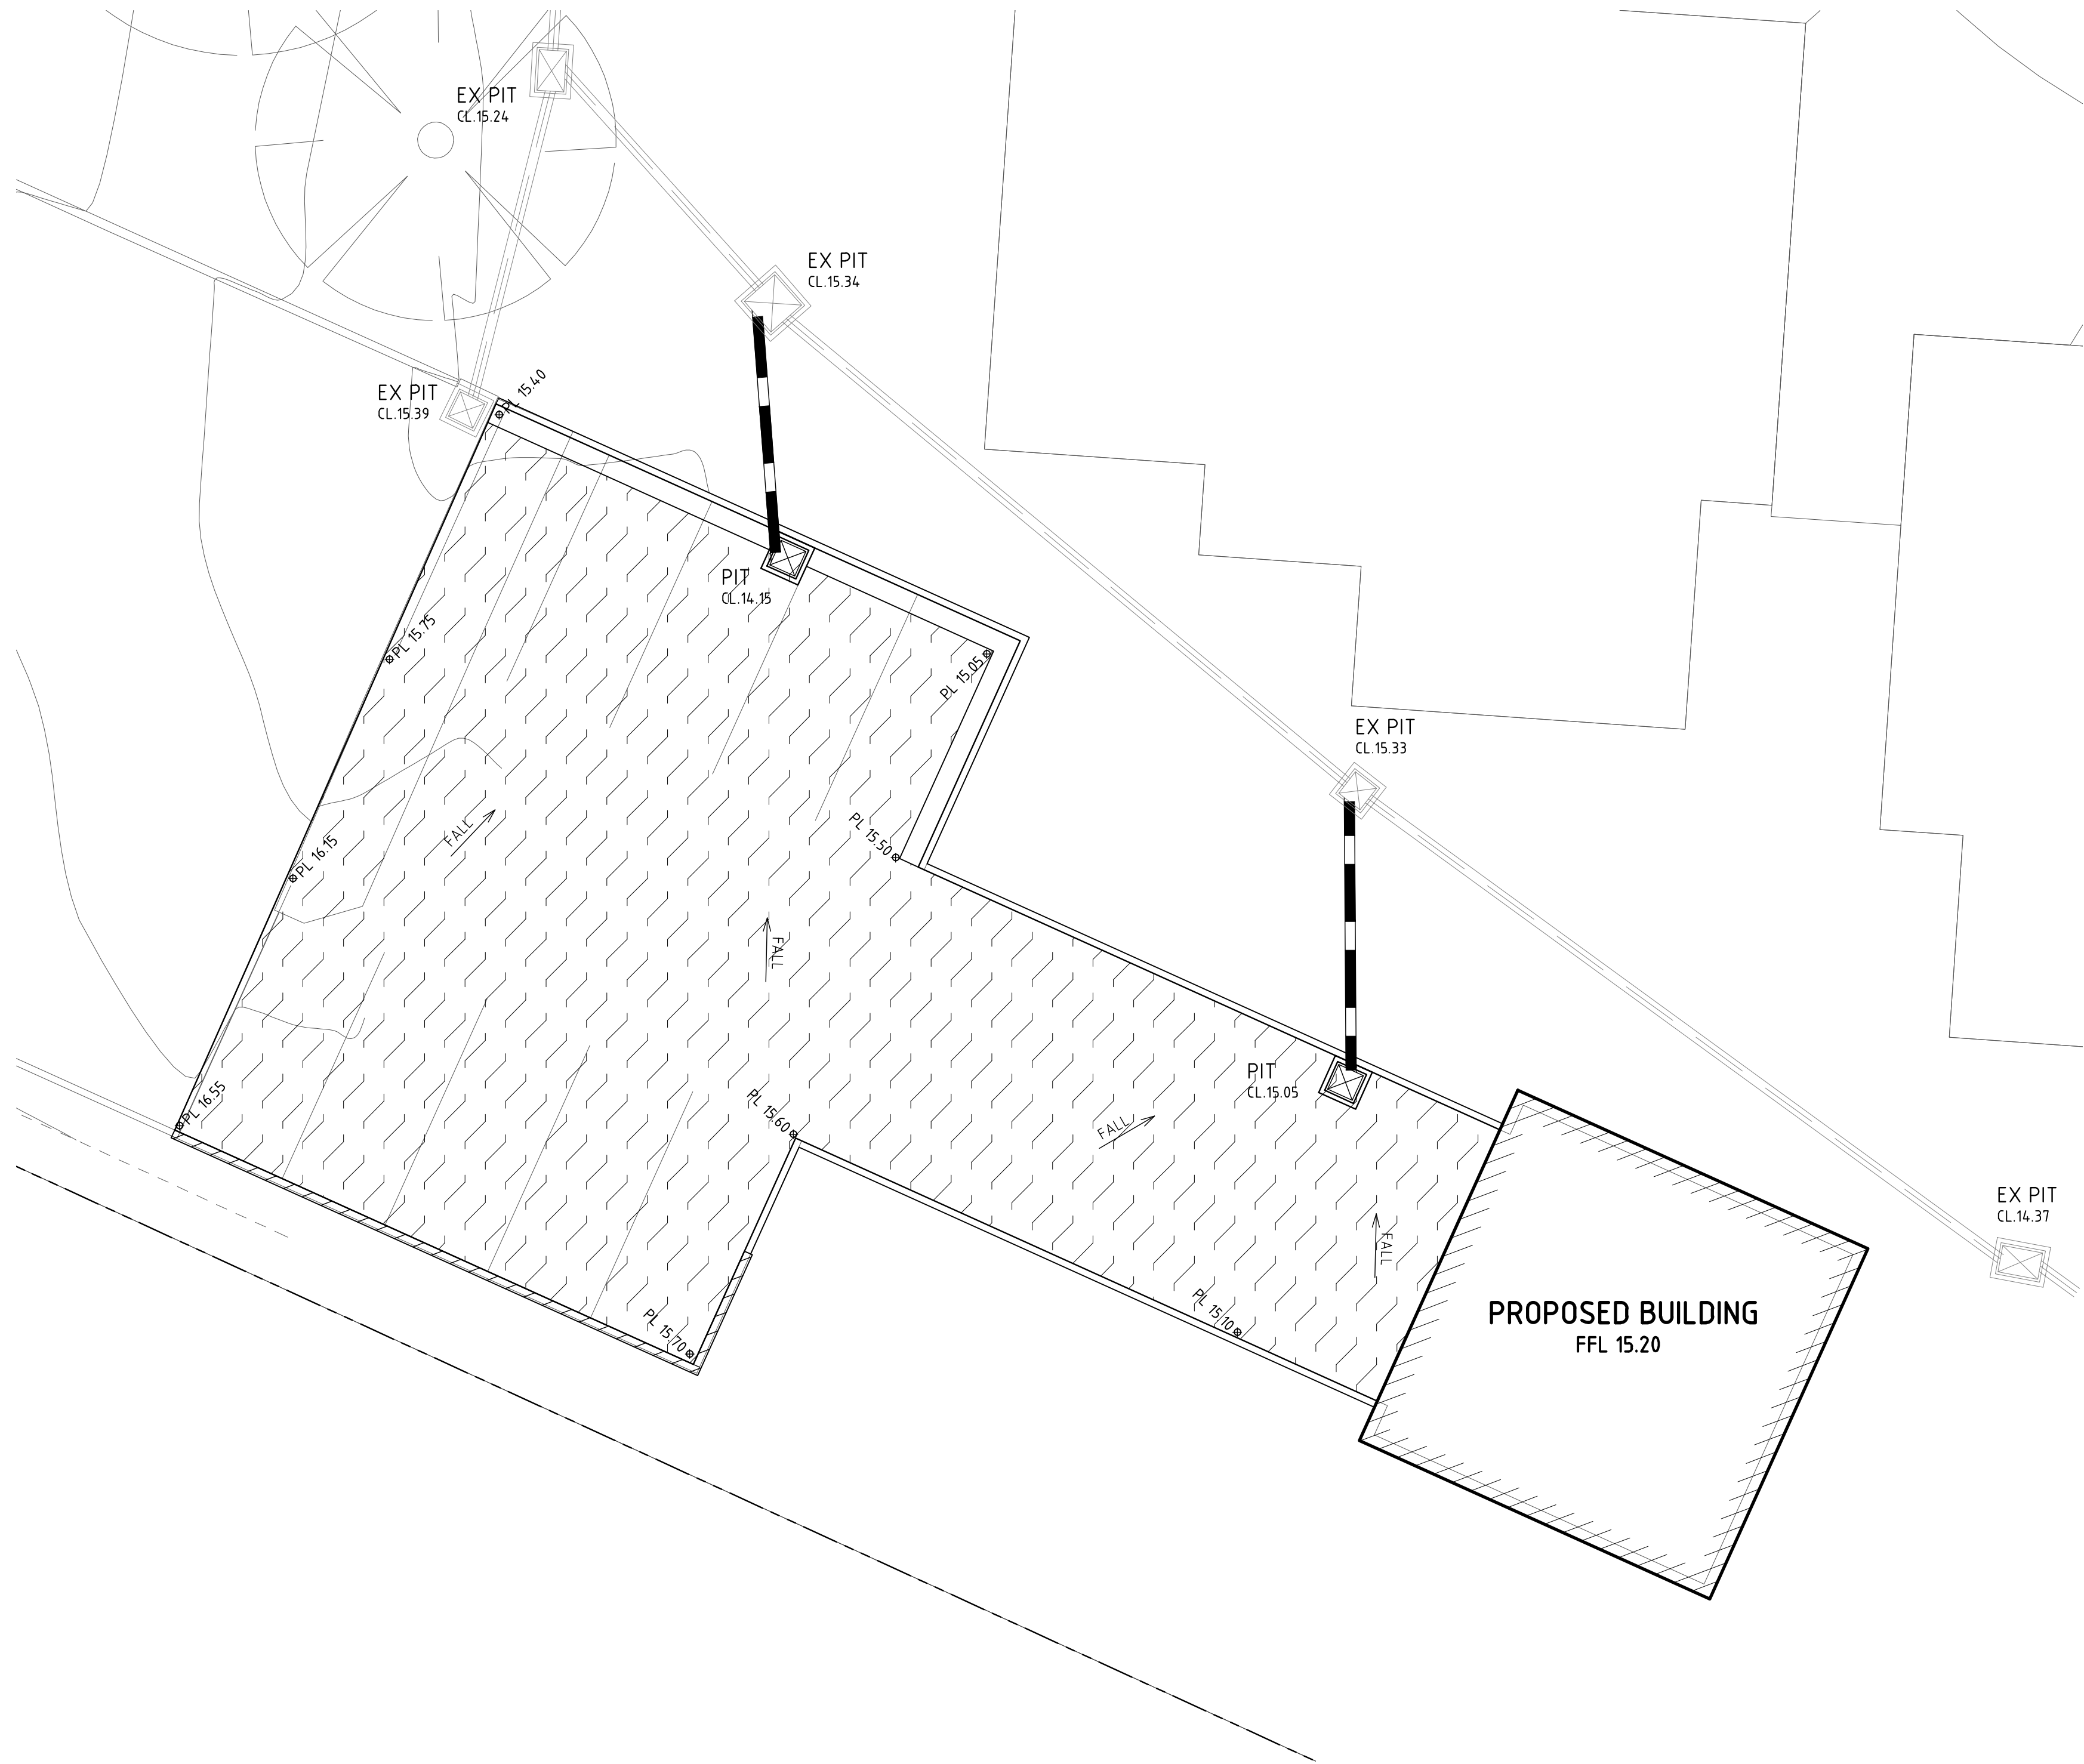 EX PIT
CL.15.24
EX PIT
CL.15.34
EX PIT
CL.15.39
PL 15.40
PIT
CL.14.15
PL 15.75
PL 15.05
EX PIT
CL.15.33
FALL
PL 15.50
PL 16.15
FALL
PIT
CL.15.05
PL 16.55
PL 15.60
FALL
EX PIT
CL.14.37
FALL
PL 15.10
PL 15.70
PROPOSED BUILDING
FFL 15.20